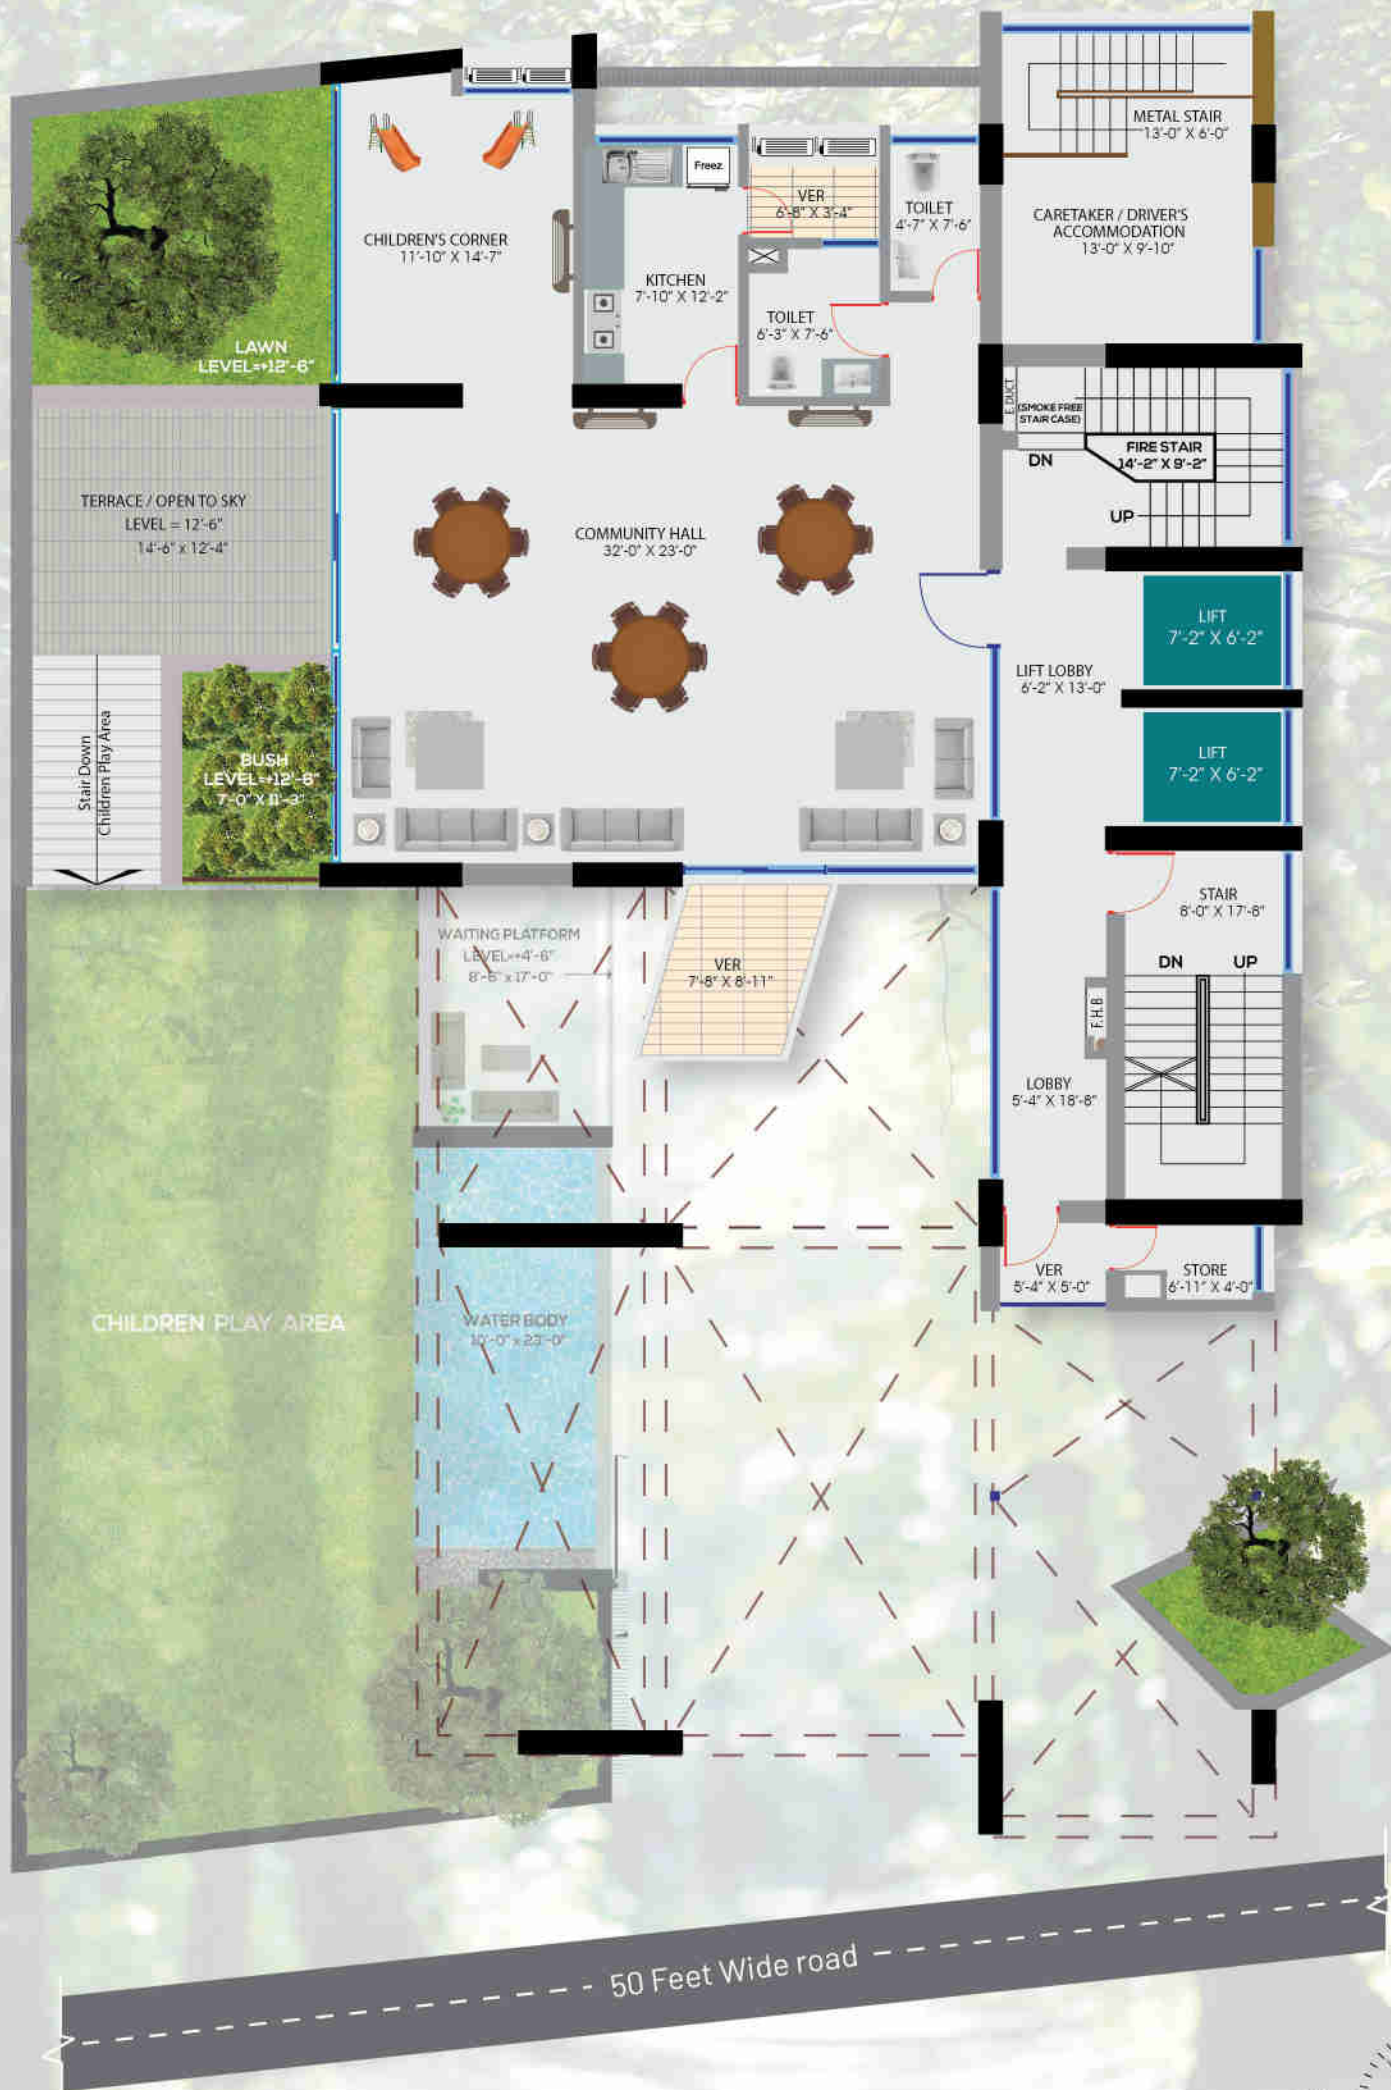 METAL STAIR
13'-0" X 6'-0"
Freez
VER
6'-8" X 3'-4"
TOILET
4'-7" X 7'-6"
CARETAKER / DRIVER'S
ACCOMMODATION
13'-0" X 9'-10"
CHILDREN'S CORNER
11'-10" X 14'-7"
KITCHEN
7'-10" X 12'-2"
TOILET
6'-3" X 7'-6"
LAWN
LEVEL=+12'-6"
E. DUCT
(SMOKE FREE
STAIR CASE)
FIRE STAIR
14'-2" X 9'-2"
DN
UP
TERRACE / OPEN TO SKY
LEVEL = 12'-6"
14'-6" x 12'-4"
COMMUNITY HALL
32'-0" X 23'-0"
LIFT
7'-2" X 6'-2"
LIFT LOBBY
6'-2" X 13'-0"
LIFT
7'-2" X 6'-2"
Stair Down
Children Play Area
BUSH
LEVEL=+12'-6"
7'-0" X 11'-3"
STAIR
8'-0" X 17'-8"
WAITING PLATFORM
LEVEL=+4'-6"
8'-6" x 17'-0"
VER
7'-8" X 8'-11"
DN
UP
F.H.B
LOBBY
5'-4" X 18'-8"
VER
5'-4" X 5'-0"
STORE
6'-11" X 4'-0"
CHILDREN PLAY AREA
WATER BODY
10'-0" x 23'-0"
50 Feet Wide road